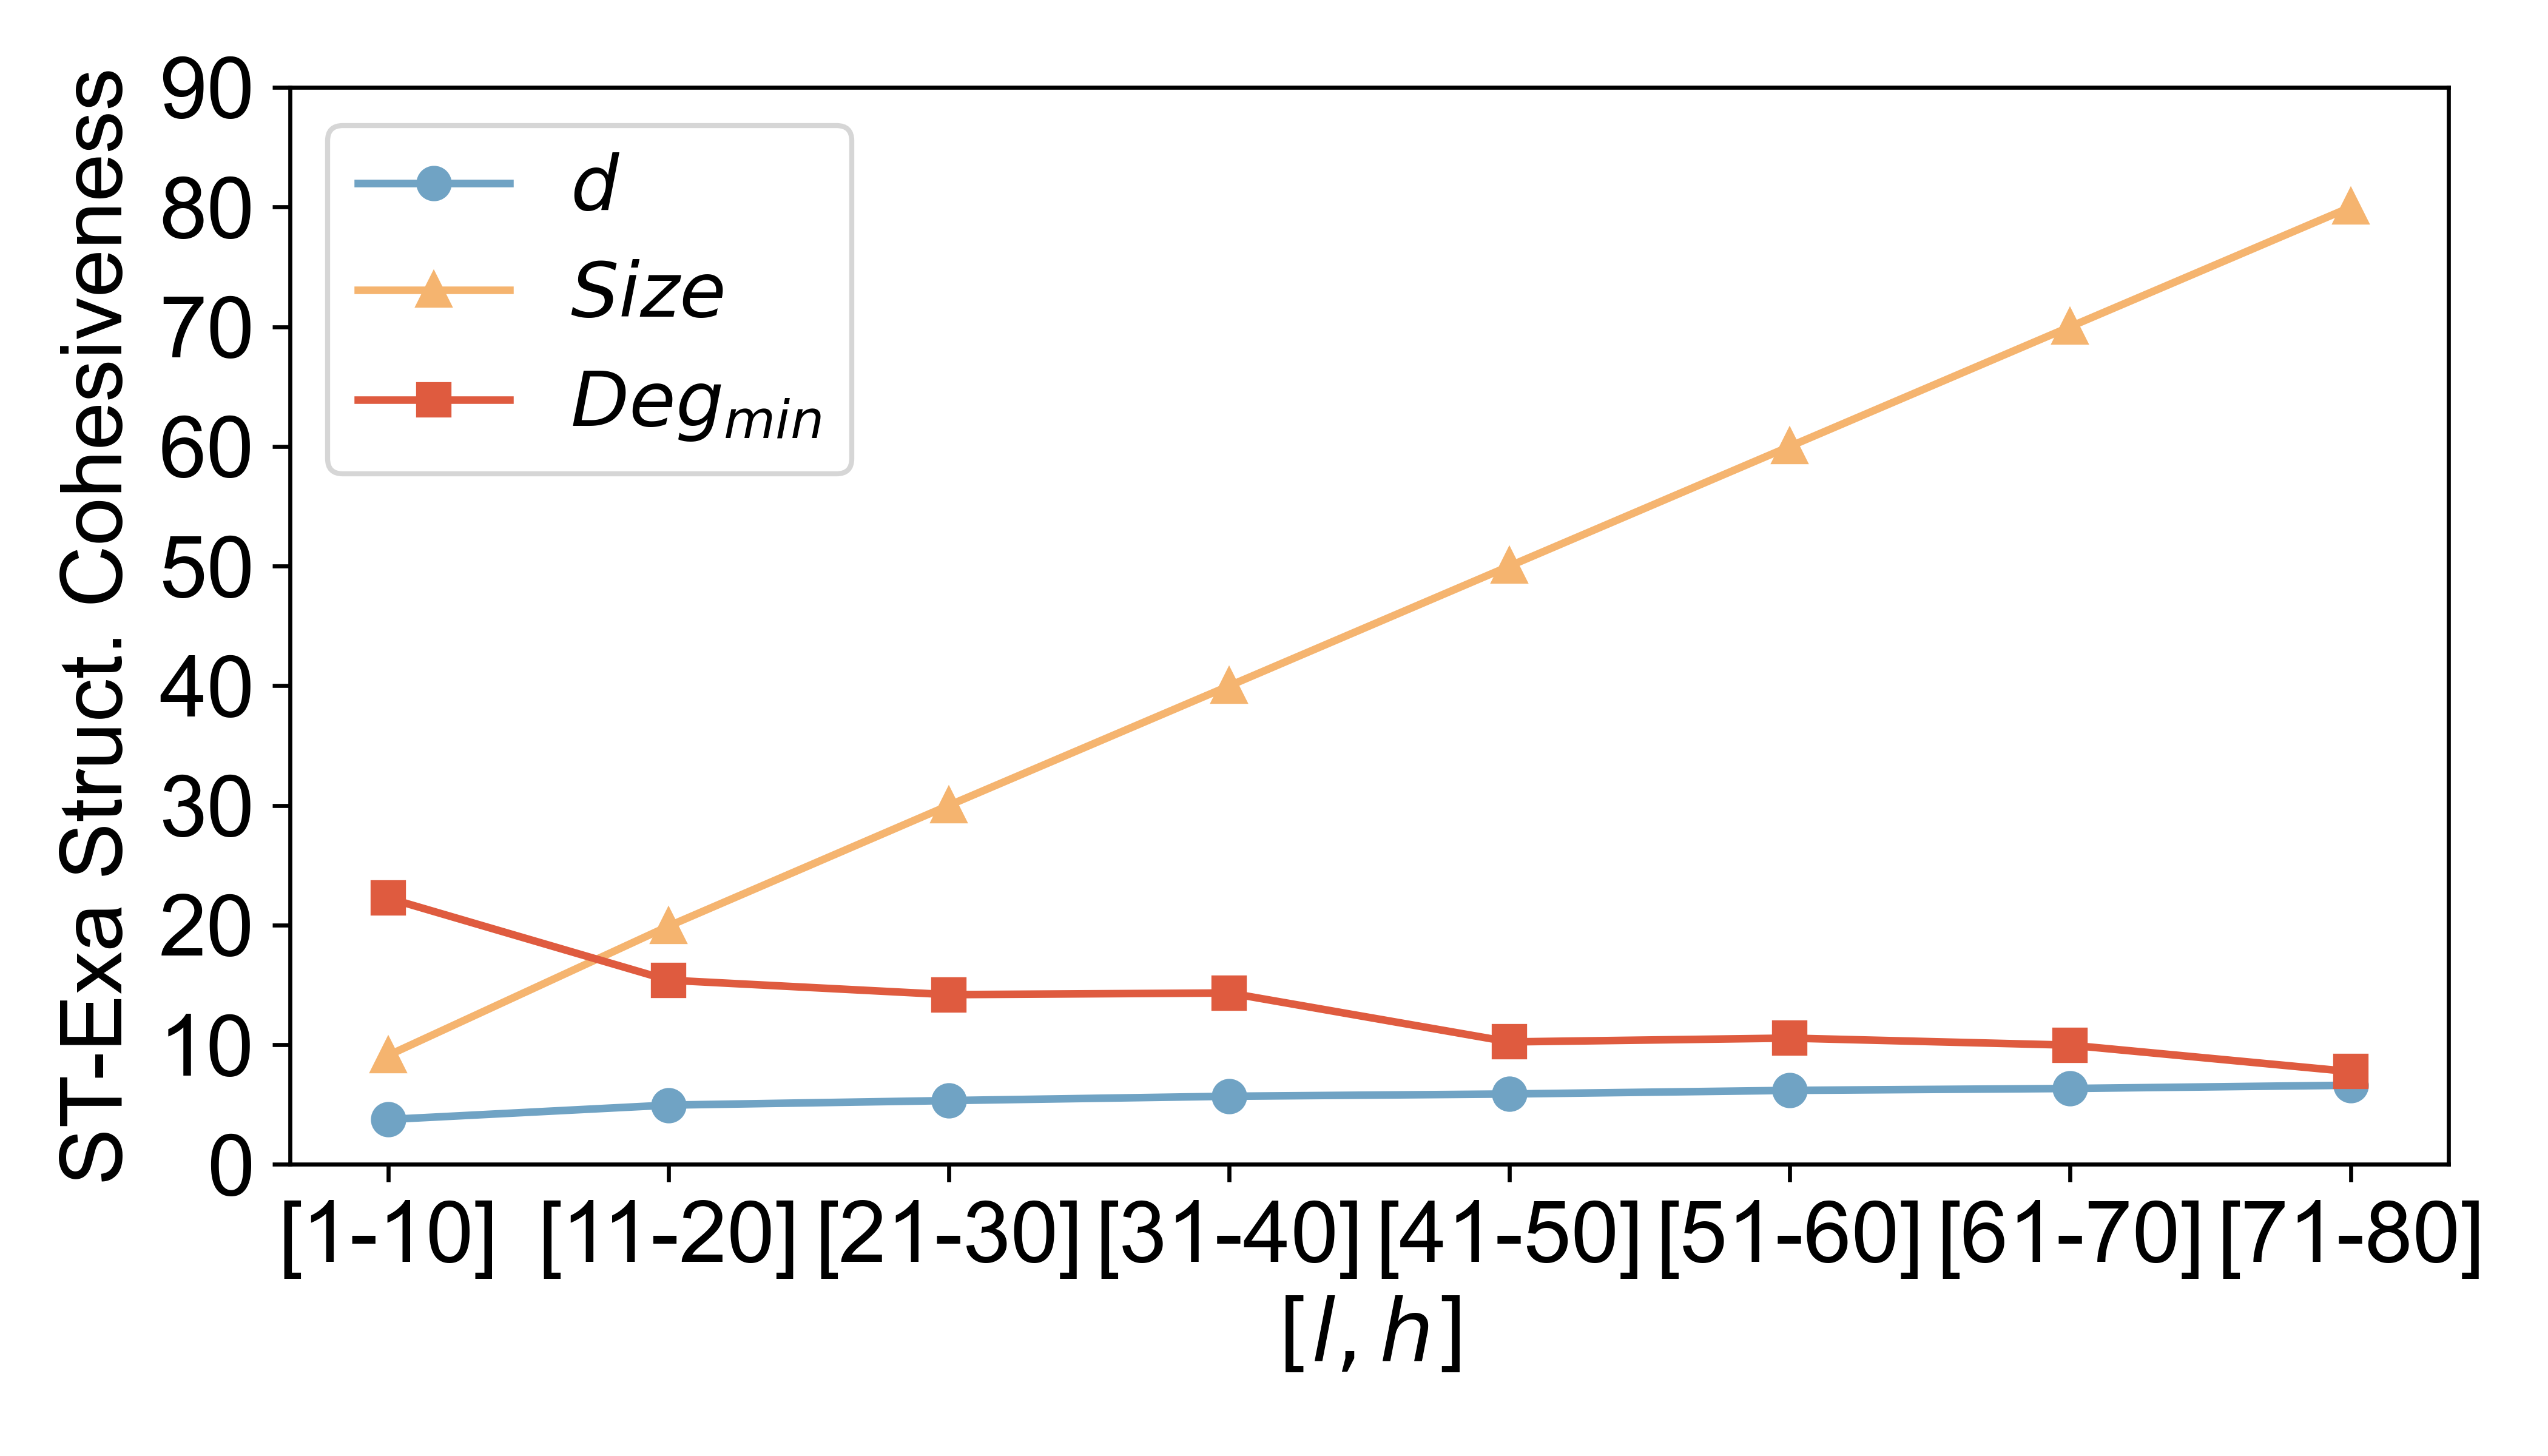 ST-Exa Struct. Cohesiveness
90
80
70
60
50
40
30
20
10
0
d
Size
Deg_min
[1-10] [11-20] [21-30] [31-40] [41-50] [51-60] [61-70] [71-80]
[l, h]